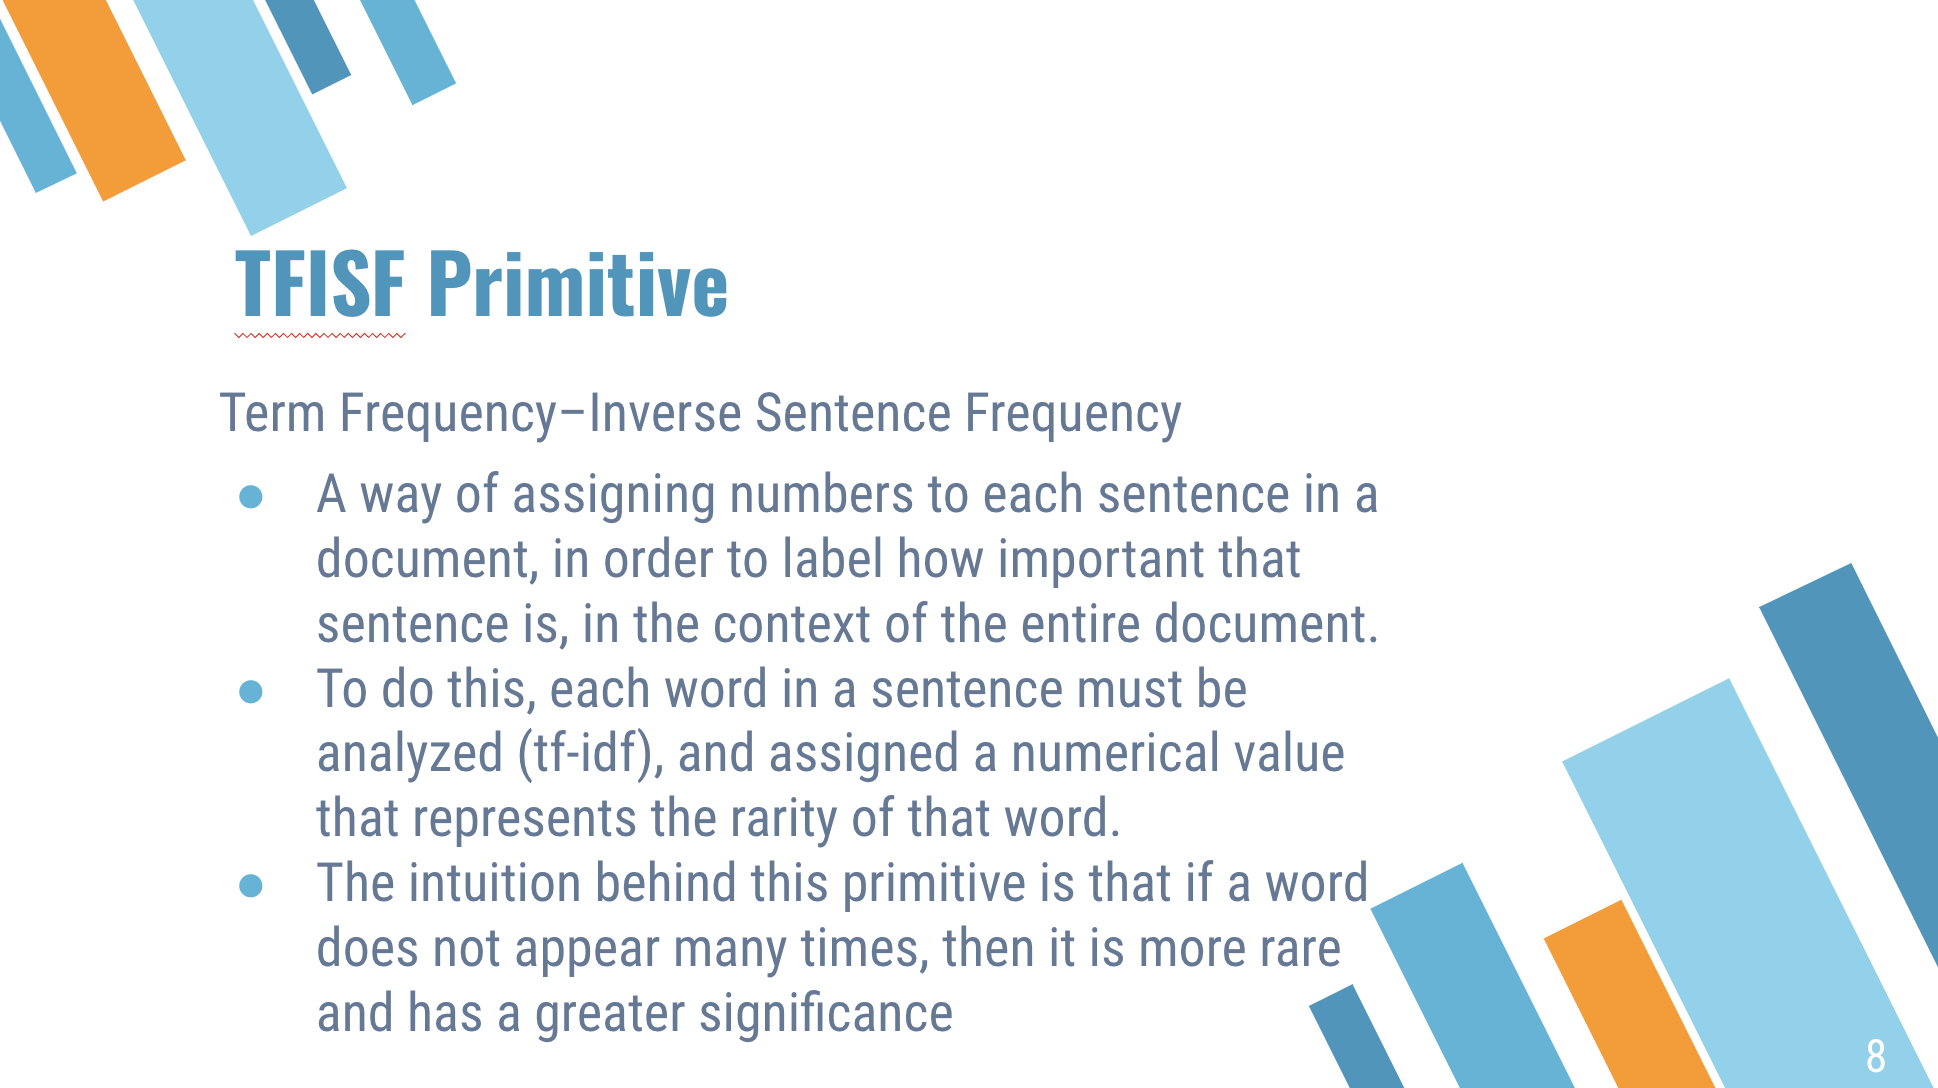 TFISF Primitive
Term Frequency–Inverse Sentence Frequency
● A way of assigning numbers to each sentence in a
document, in order to label how important that
sentence is, in the context of the entire document.
● To do this, each word in a sentence must be
analyzed (tf-idf), and assigned a numerical value
that represents the rarity of that word.
● The intuition behind this primitive is that if a word
does not appear many times, then it is more rare
and has a greater significance
8